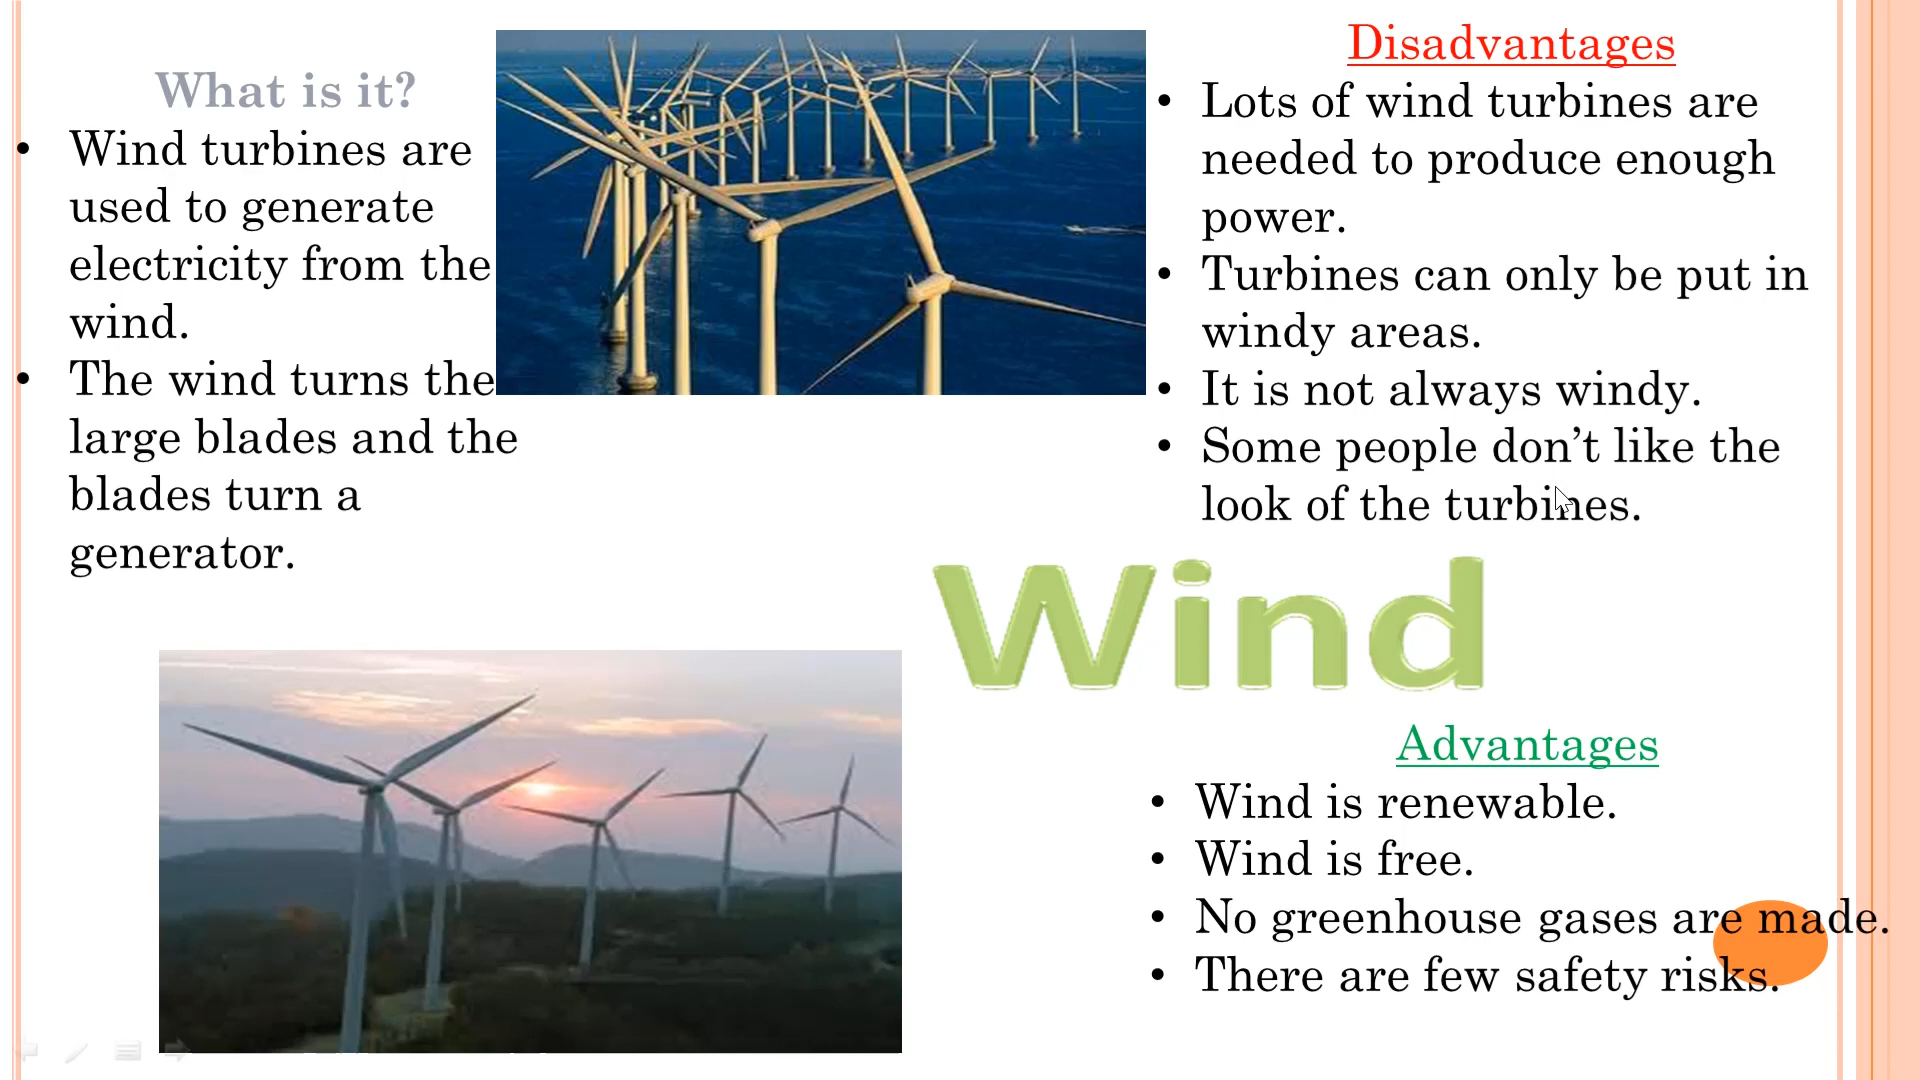 What is it?
• Wind turbines are
used to generate
electricity from the
wind.
• The wind turns the
large blades and the
blades turn a
generator.
Disadvantages
• Lots of wind turbines are
needed to produce enough
power.
• Turbines can only be put in
windy areas.
• It is not always windy.
• Some people don’t like the
look of the turbines.
Wind
Advantages
• Wind is renewable.
• Wind is free.
• No greenhouse gases are made.
• There are few safety risks.